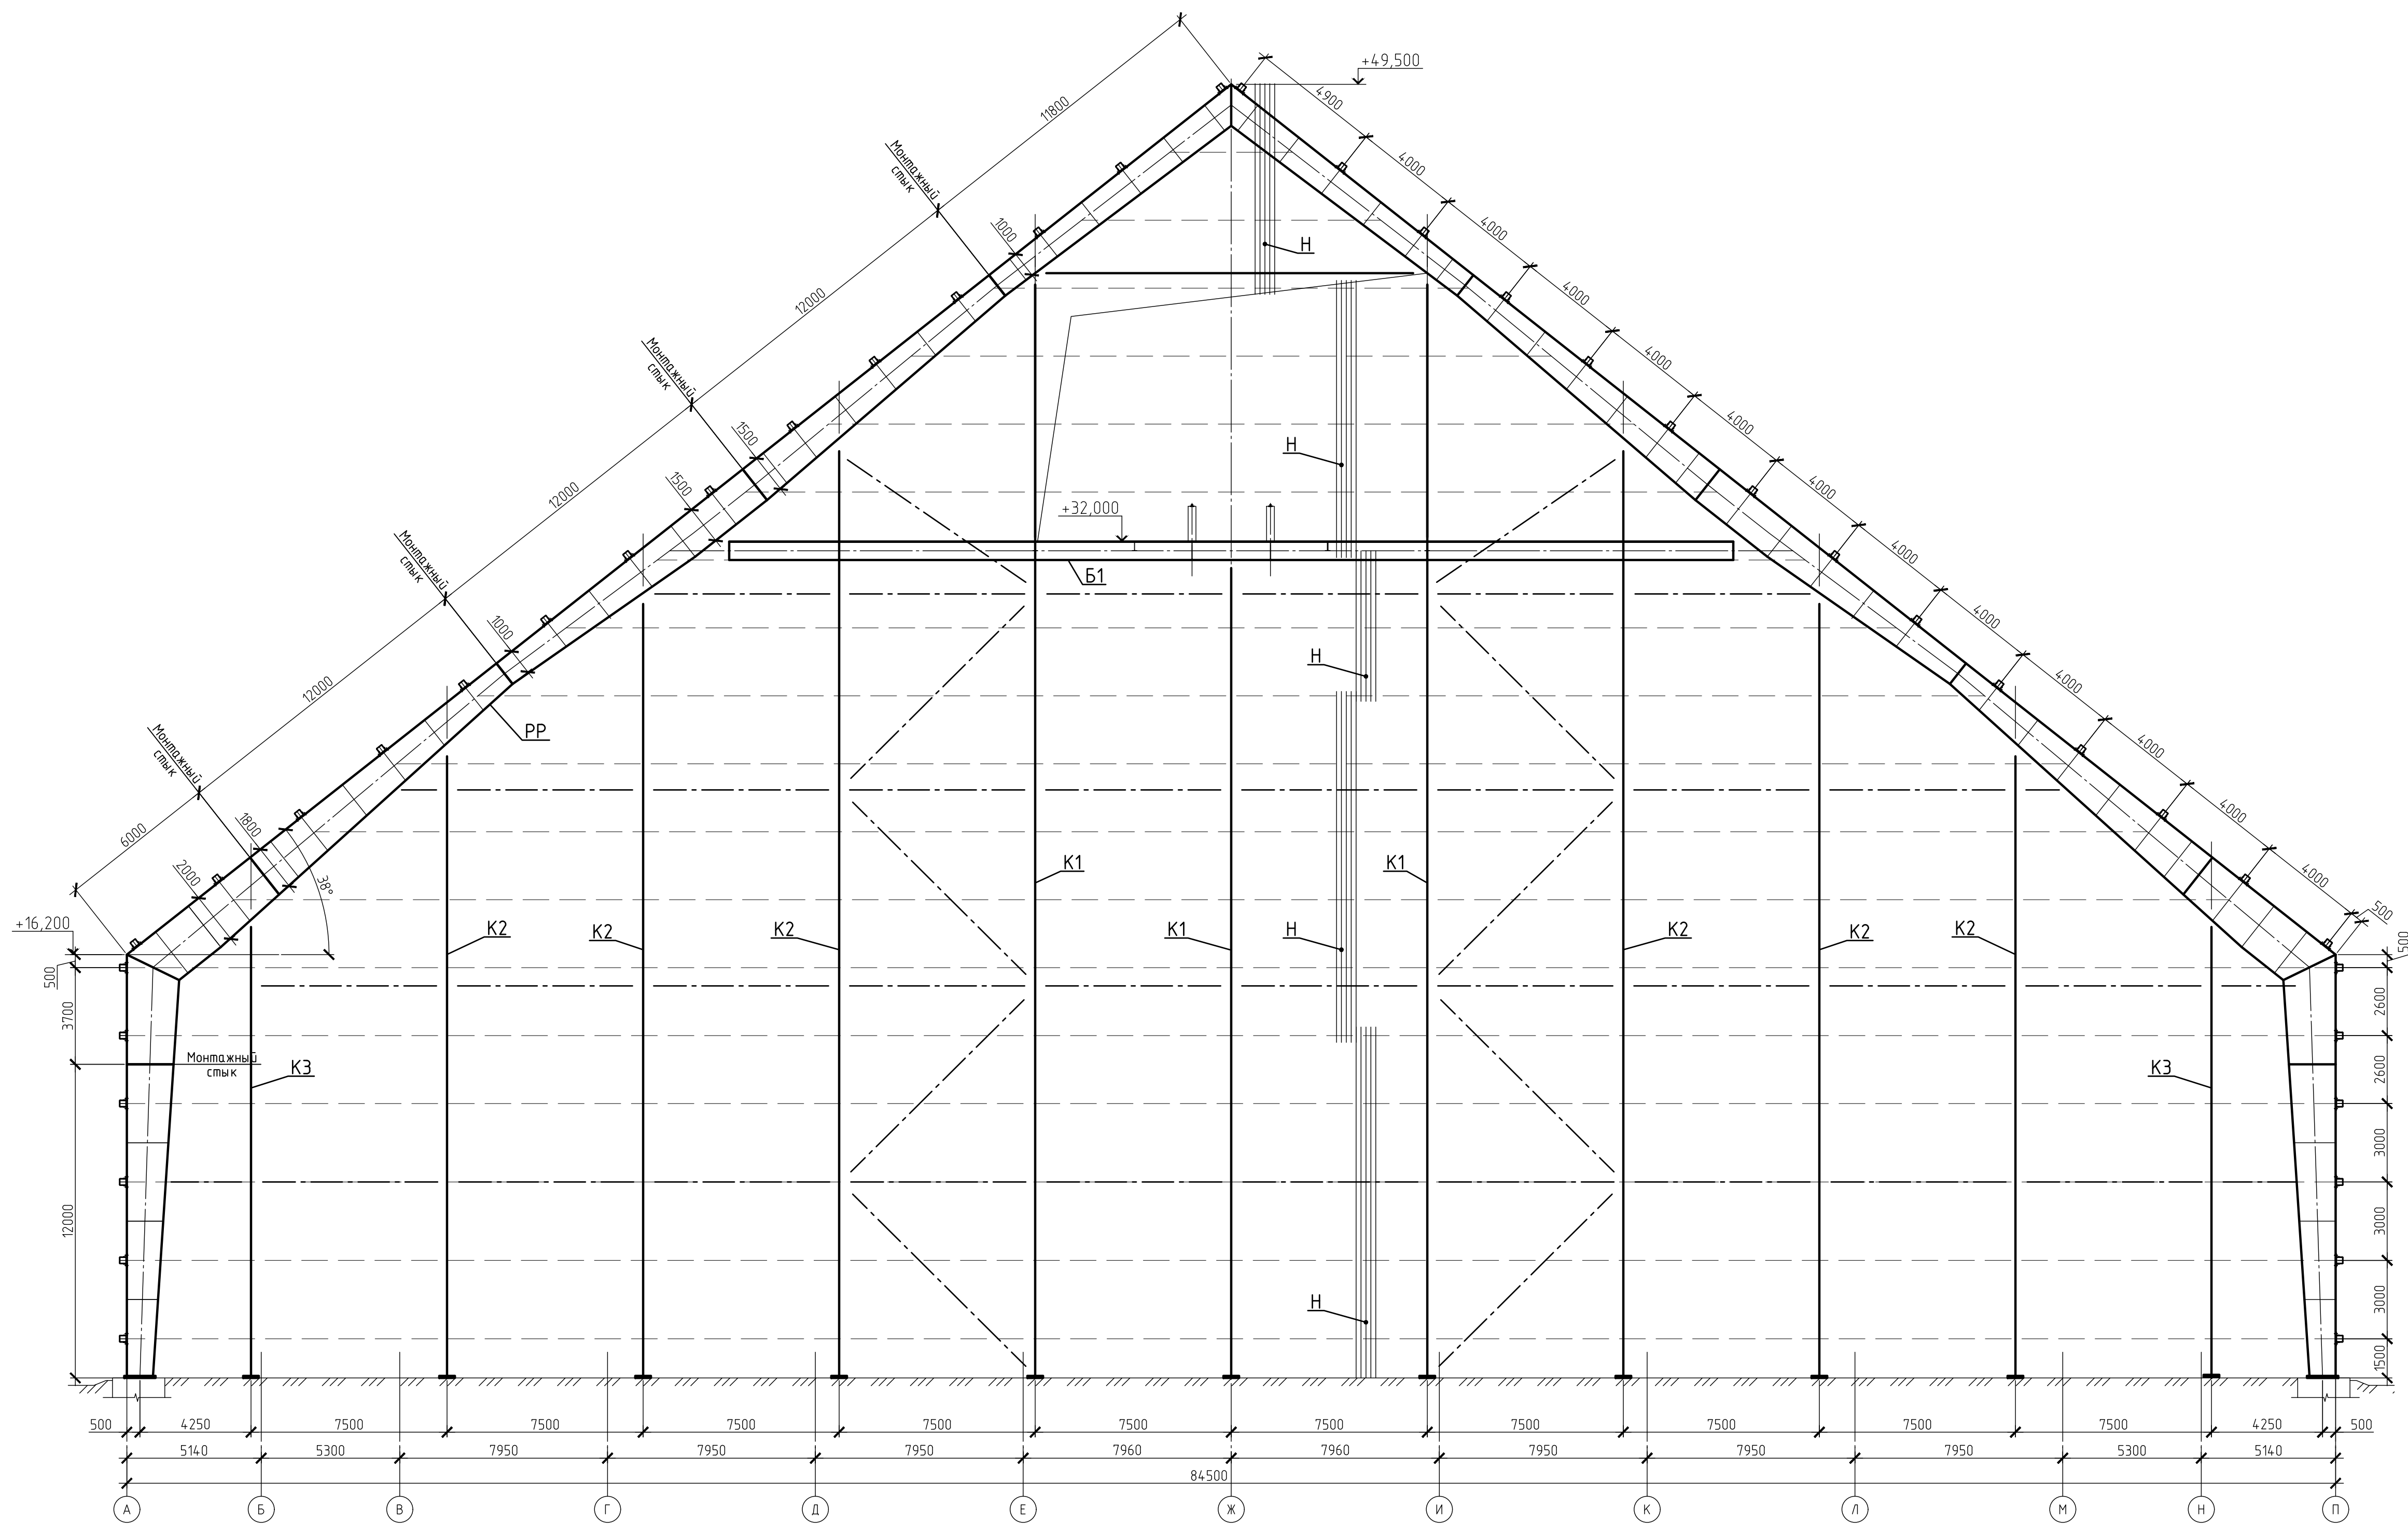 +49,500
11800
4900
Монтажный
стык
4000
1000
4000
Н
12000
4000
Монтажный
стык
4000
4000
1500
Н
4000
1500
+32,000
12000
4000
Монтажный
стык
Б1
4000
1000
Н
4000
12000
4000
РР
Монтажный
стык
4000
6000
1800
4000
К1
К1
2000
38°
4000
+16,200
К2
К2
К2
К1
Н
К2
К2
К2
500
500
500
3700
2600
Монтажный
стык
К3
К3
2600
3000
12000
3000
Н
3000
1500
500
4250
7500
7500
7500
7500
7500
7500
7500
7500
7500
7500
4250
500
5140
5300
7950
7950
7950
7960
7960
7950
7950
7950
5300
5140
84500
А
Б
В
Г
Д
Е
Ж
И
К
Л
М
Н
П